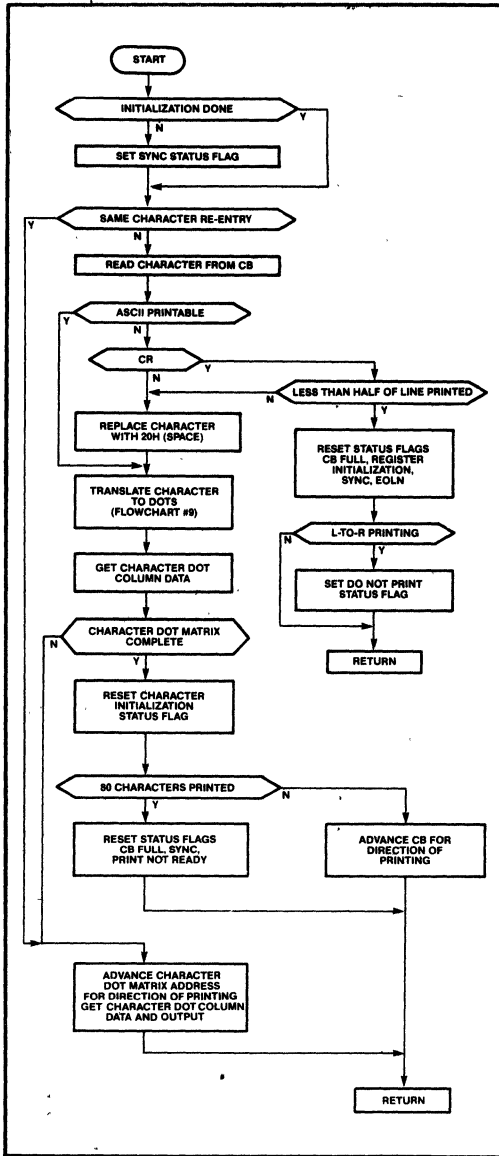 START
INITIALIZATION DONE
Y
N
SET SYNC STATUS FLAG
Y
SAME CHARACTER RE-ENTRY
N
READ CHARACTER FROM CB
ASCII PRINTABLE
Y
N
CR
Y
N
LESS THAN HALF OF LINE PRINTED
N
Y
REPLACE CHARACTER
WITH 20H (SPACE)
RESET STATUS FLAGS
CB FULL, REGISTER
INITIALIZATION,
SYNC, EOLN
TRANSLATE CHARACTER
TO DOTS
(FLOWCHART #9)
L-TO-R PRINTING
N
Y
GET CHARACTER DOT
COLUMN DATA
SET DO NOT PRINT
STATUS FLAG
CHARACTER DOT MATRIX
COMPLETE
N
Y
RETURN
RESET CHARACTER
INITIALIZATION
STATUS FLAG
80 CHARACTERS PRINTED
N
Y
RESET STATUS FLAGS
CB FULL, SYNC,
PRINT NOT READY
ADVANCE CB FOR
DIRECTION OF
PRINTING
ADVANCE CHARACTER
DOT MATRIX ADDRESS
FOR DIRECTION OF PRINTING
GET CHARACTER DOT COLUMN
DATA AND OUTPUT
RETURN